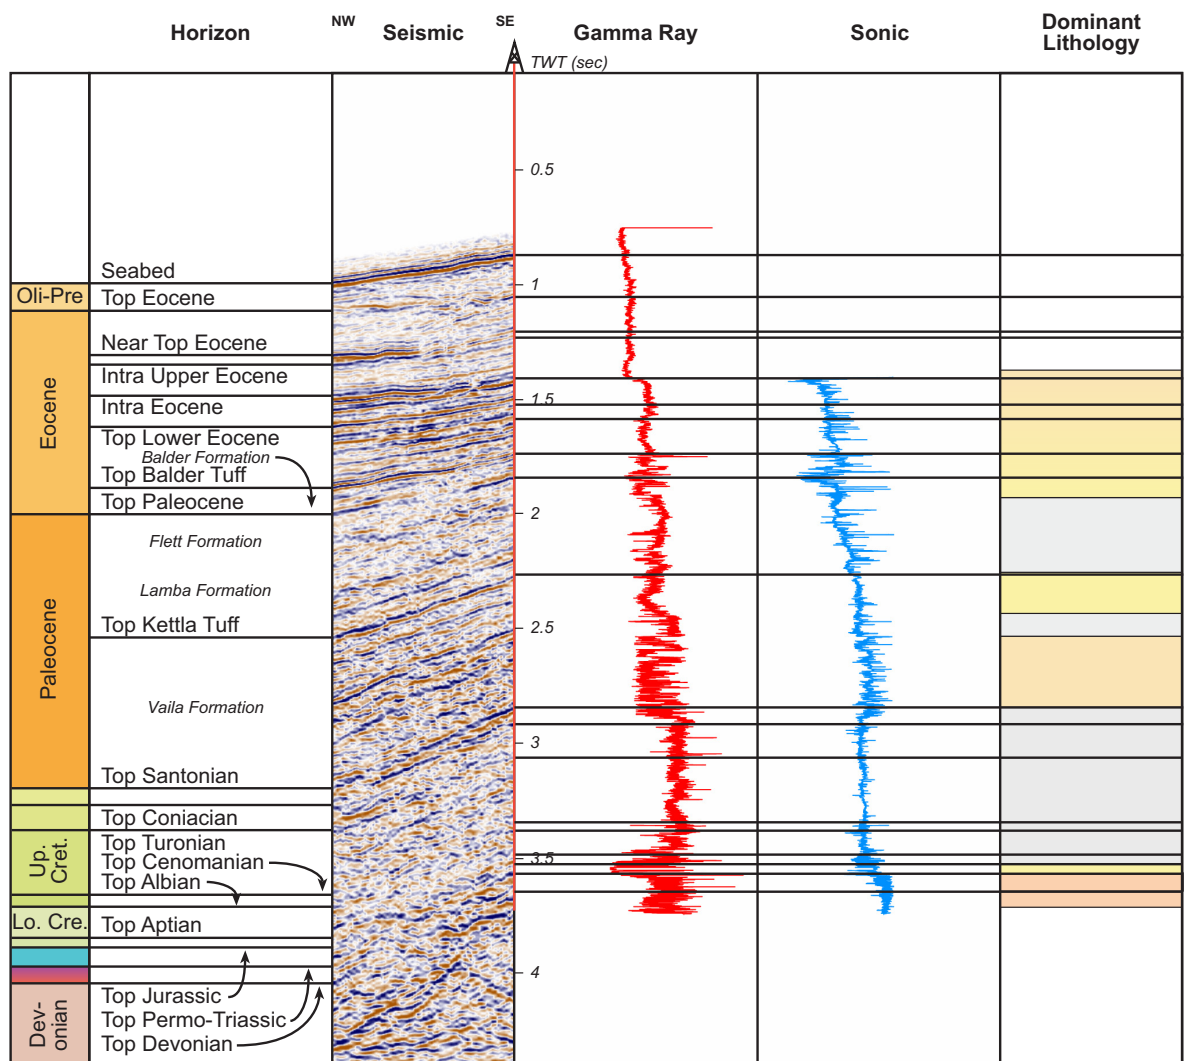 Horizon
NW
Seismic
SE
Gamma Ray
Sonic
Dominant
Lithology
TWT (sec)
0.5
Seabed
1
Oli-Pre
Top Eocene
Near Top Eocene
Intra Upper Eocene
1.5
Intra Eocene
Eocene
Top Lower Eocene
Balder Formation
Top Balder Tuff
Top Paleocene
2
Flett Formation
Lamba Formation
Top Kettla Tuff
2.5
Paleocene
Vaila Formation
3
Top Santonian
Top Coniacian
Up.
Cret.
Top Turonian
Top Cenomanian
3.5
Top Albian
Lo. Cre.
Top Aptian
4
Top Jurassic
Top Permo-Triassic
Top Devonian
Dev-
onian